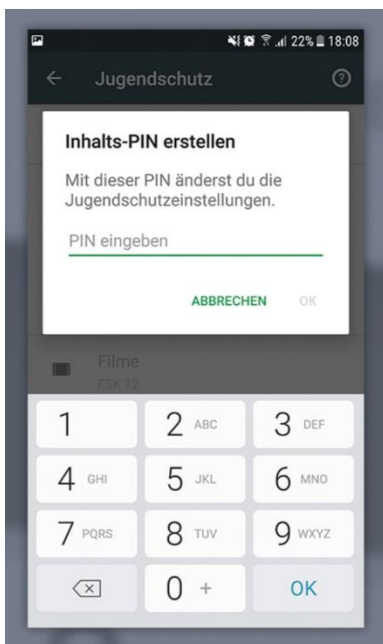 22% 18:08
Jugendschutz
Inhalts-PIN erstellen
Mit dieser PIN änderst du die
Jugendschutzeinstellungen.
PIN eingeben
ABBRECHEN OK
Filme
FSK 12
1 2 ABC 3 DEF
4 GHI 5 JKL 6 MNO
7 PQRS 8 TUV 9 WXYZ
0 + OK